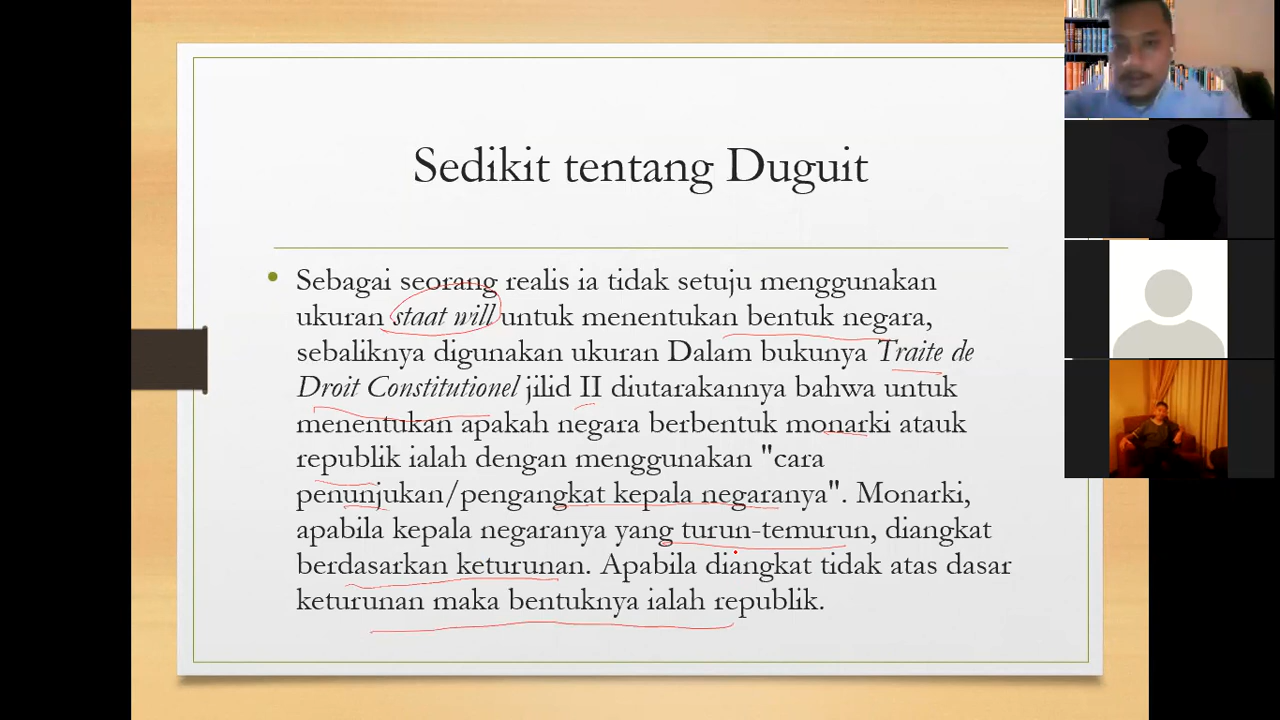 Sedikit tentang Duguit
Sebagai seorang realis ia tidak setuju menggunakan
ukuran staat will untuk menentukan bentuk negara,
sebaliknya digunakan ukuran Dalam bukunya Traite de
Droit Constitutionel jilid II diutarakannya bahwa untuk
menentukan apakah negara berbentuk monarki atauk
republik ialah dengan menggunakan "cara
penunjukan/pengangkat kepala negaranya". Monarki,
apabila kepala negaranya yang turun-temurun, diangkat
berdasarkan keturunan. Apabila diangkat tidak atas dasar
keturunan maka bentuknya ialah republik.